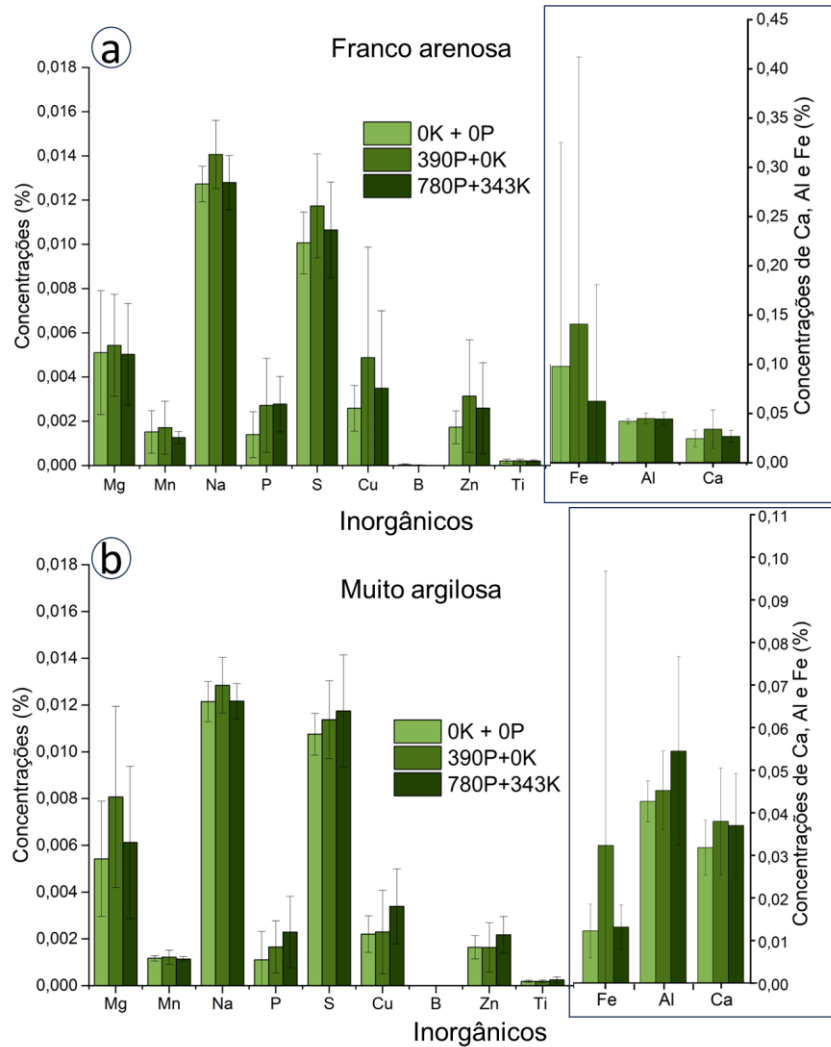 a
Franco arenosa
0K + 0P
390P+0K
780P+343K
Concentrações (%)
0,018
0,016
0,014
0,012
0,010
0,008
0,006
0,004
0,002
0,000
Mg Mn Na P S Cu B Zn Ti
Fe Al Ca
0,45
0,40
0,35
0,30
0,25
0,20
0,15
0,10
0,05
0,00
Concentrações de Ca, Al e Fe (%)
Inorgânicos
b
Muito argilosa
0K + 0P
390P+0K
780P+343K
Concentrações (%)
0,018
0,016
0,014
0,012
0,010
0,008
0,006
0,004
0,002
0,000
Mg Mn Na P S Cu B Zn Ti
Fe Al Ca
0,11
0,10
0,09
0,08
0,07
0,06
0,05
0,04
0,03
0,02
0,01
0,00
Concentrações de Ca, Al e Fe (%)
Inorgânicos